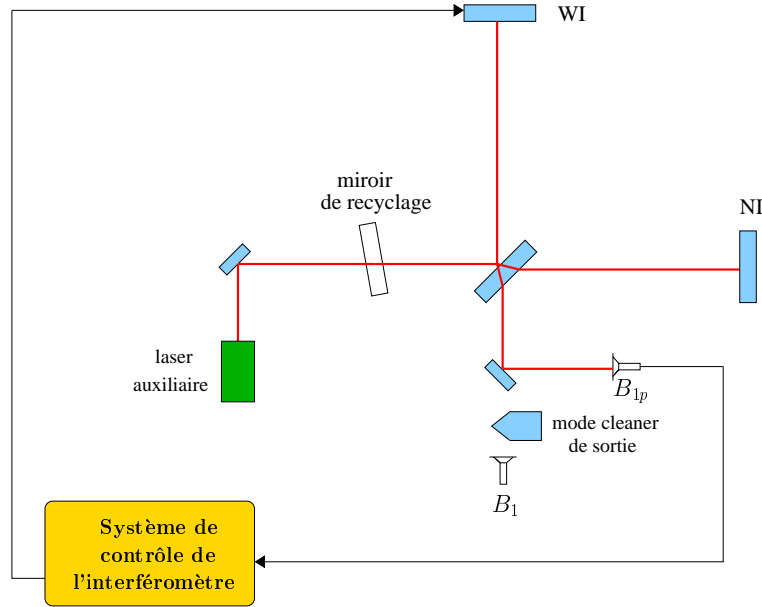 WI
miroir
de recyclage
NI
laser
auxiliaire
B1p
mode cleaner
de sortie
B1
Système de
contrôle de
l'interféromètre